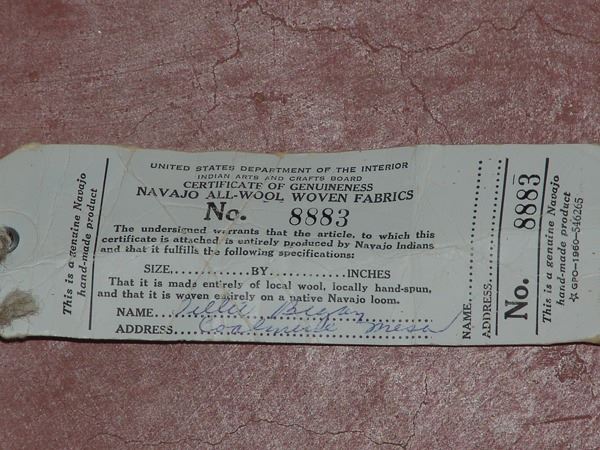 This is a genuine Navajo
hand-made product
UNITED STATES DEPARTMENT OF THE INTERIOR
INDIAN ARTS AND CRAFTS BOARD
CERTIFICATE OF GENUINENESS
NAVAJO ALL-WOOL WOVEN FABRICS
No. 8883
The undersigned warrants that the article, to which this
certificate is attached, is entirely produced by Navajo Indians
and that it fulfills the following specifications:
SIZE..................BY..................INCHES
That it is made entirely of local wool, locally hand-spun,
and that it is woven entirely on a native Navajo loom.
NAME
ADDRESS Coalmine Mesa
NAME
ADDRESS
No. 8883
This is a genuine Navajo
hand-made product
☆ GPO—1960—546265